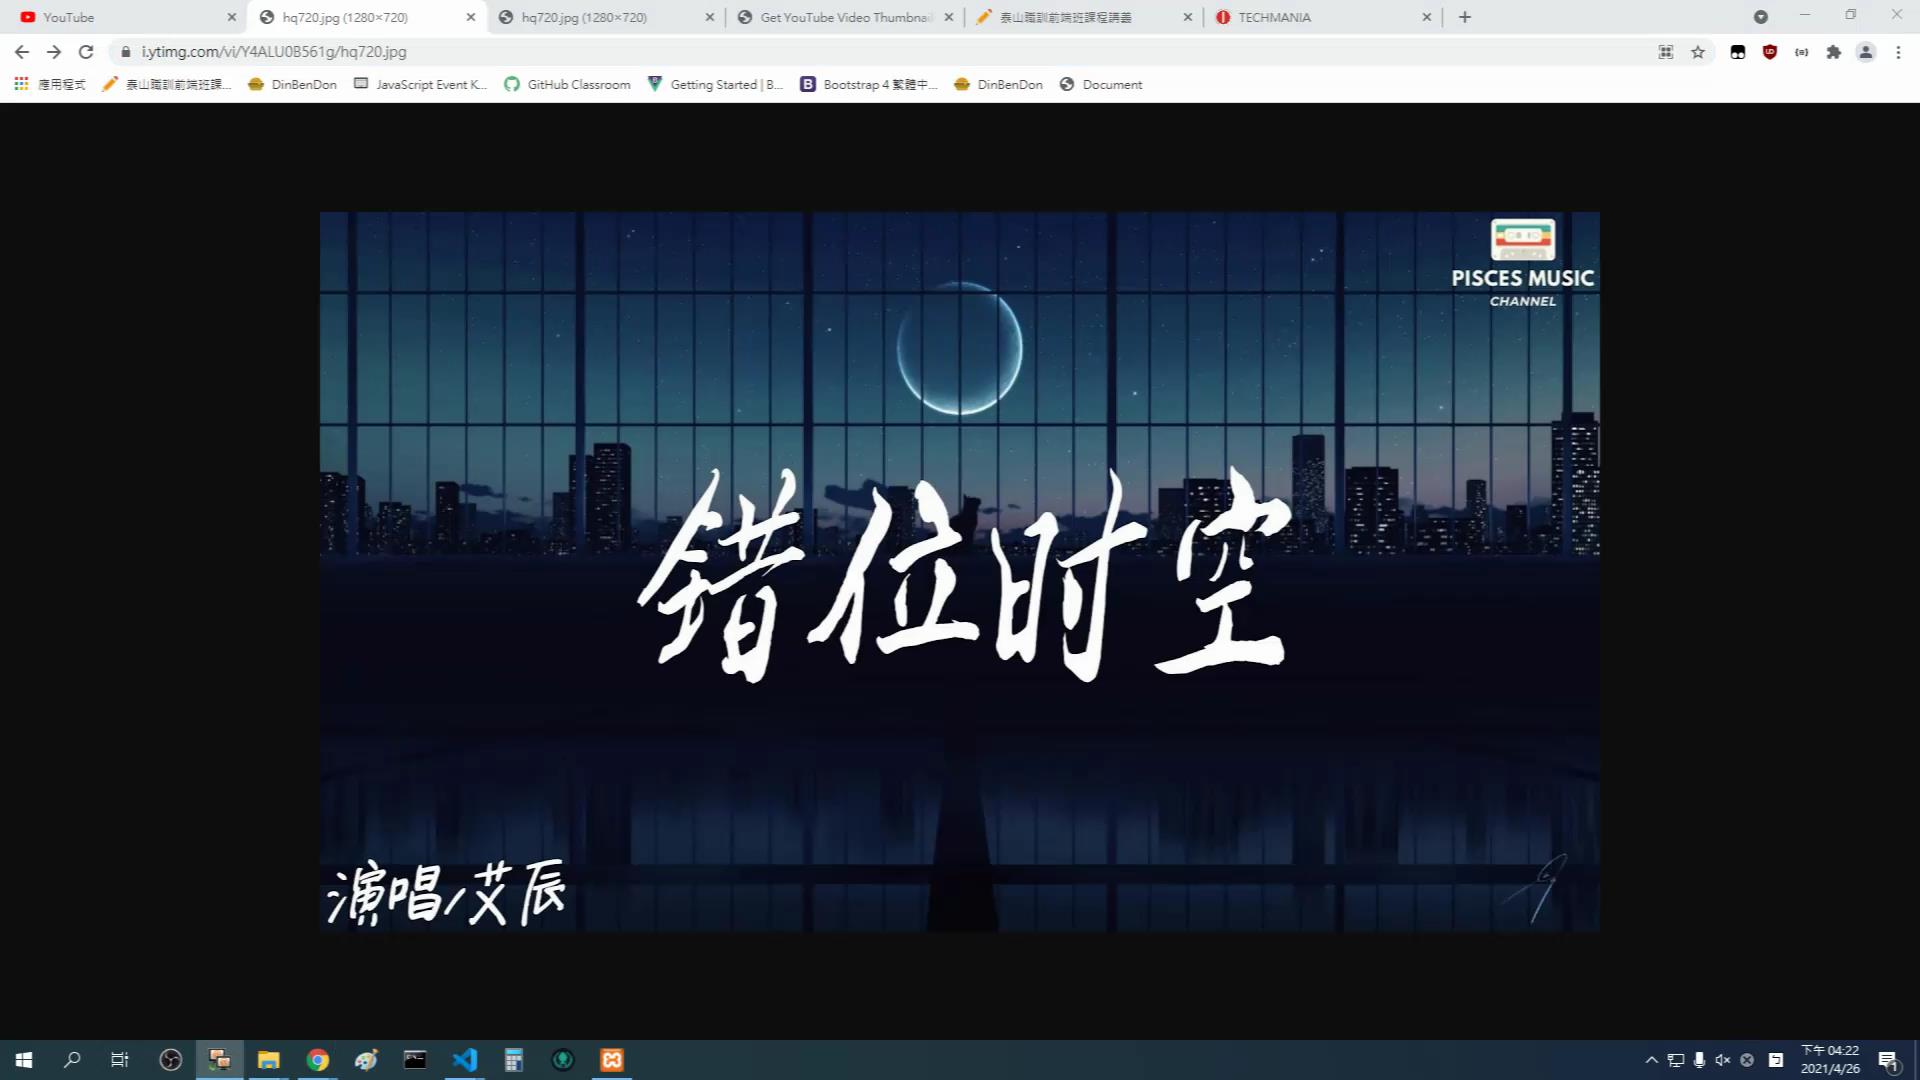 YouTube
hq720.jpg (1280×720)
hq720.jpg (1280×720)
Get YouTube Video Thumbnail
泰山職訓前端班課程講義
TECHMANIA
i.ytimg.com/vi/Y4ALU0B561g/hq720.jpg
應用程式
泰山職訓前端班課...
DinBenDon
JavaScript Event K...
GitHub Classroom
Getting Started | B...
Bootstrap 4 繁體中...
DinBenDon
Document
PISCES MUSIC
CHANNEL
错位时空
演唱/艾辰
下午 04:22
2021/4/26